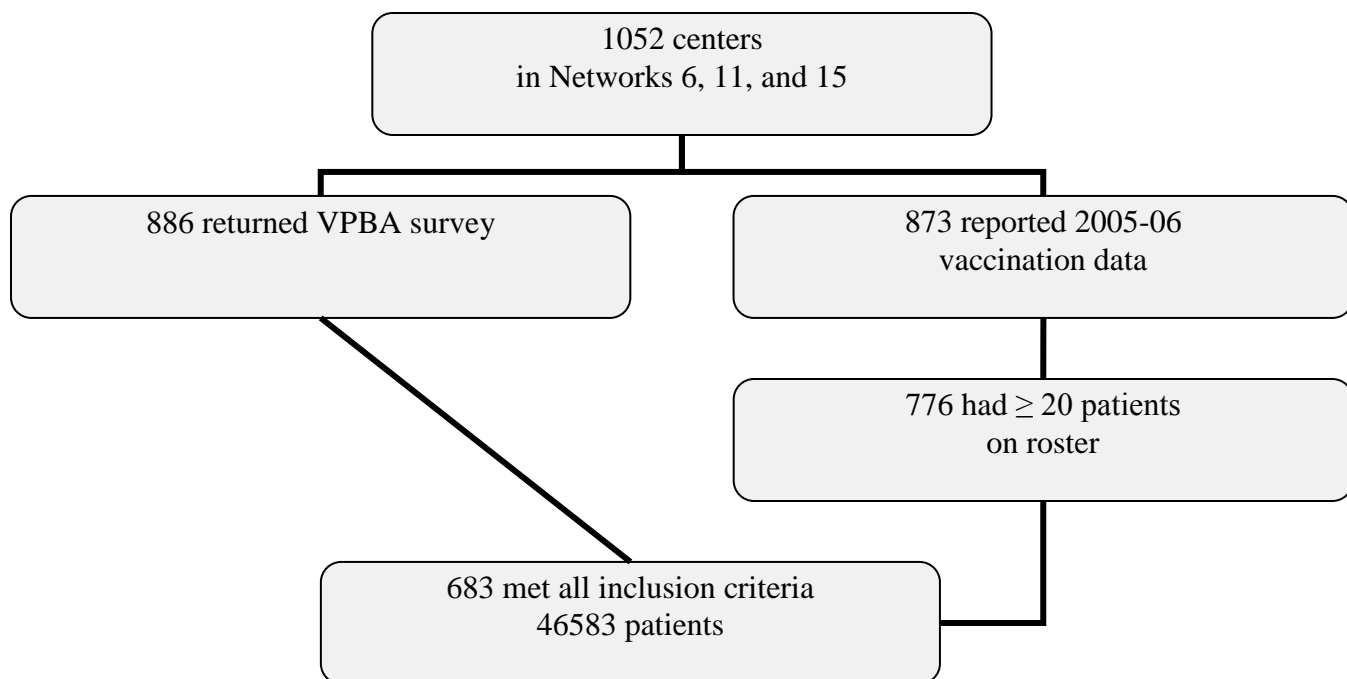 1052 centers
in Networks 6, 11, and 15
886 returned VPBA survey
873 reported 2005-06
vaccination data
776 had ≥ 20 patients
on roster
683 met all inclusion criteria
46583 patients